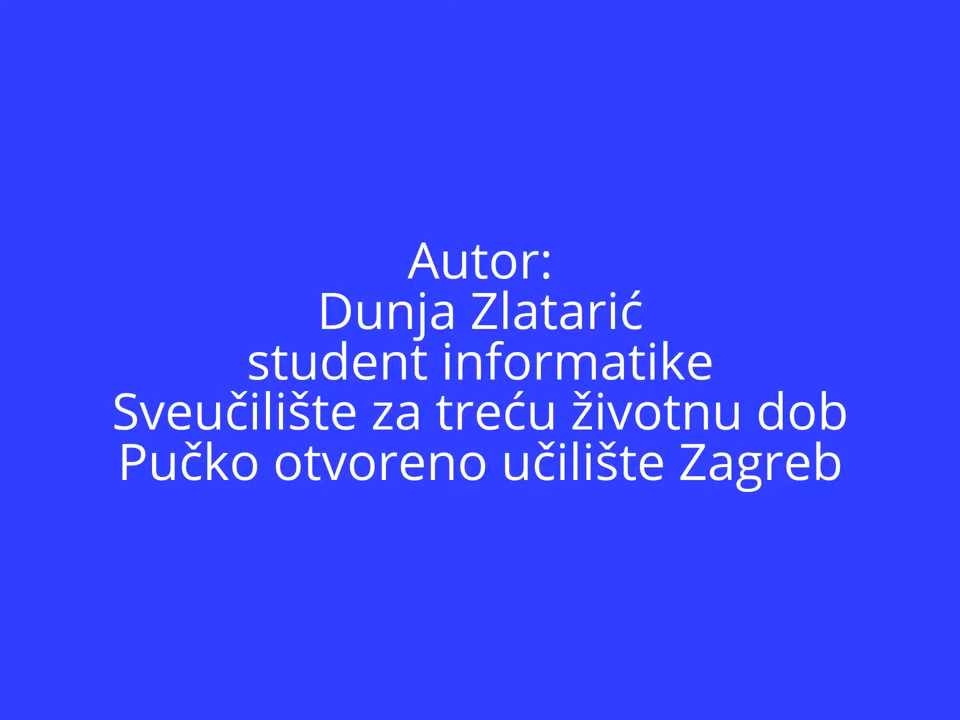 Autor:
Dunja Zlatarić
student informatike
Sveučilište za treću životnu dob
Pučko otvoreno učilište Zagreb